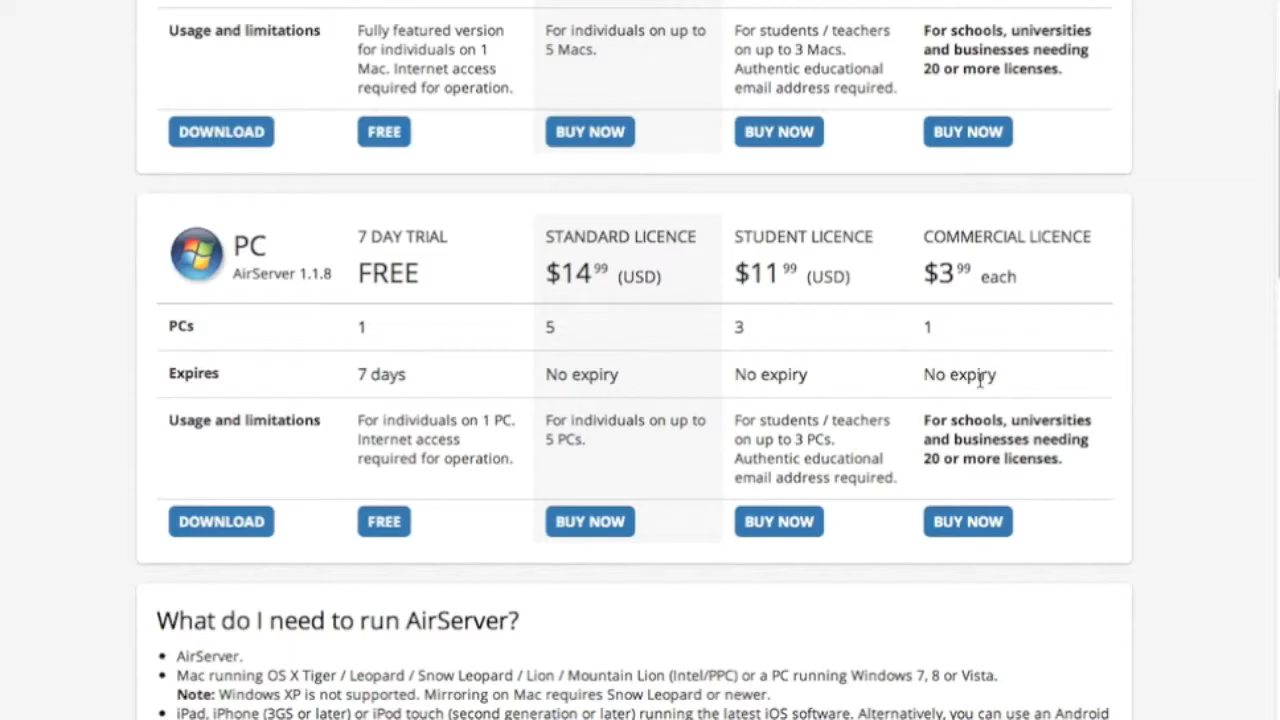 Usage and limitations
Fully featured version
for individuals on 1
Mac. Internet access
required for operation.
For individuals on up to
5 Macs.
For students / teachers
on up to 3 Macs.
Authentic educational
email address required.
For schools, universities
and businesses needing
20 or more licenses.
DOWNLOAD
FREE
BUY NOW
BUY NOW
BUY NOW
PC
AirServer 1.1.8
7 DAY TRIAL
FREE
STANDARD LICENCE
$14 99 (USD)
STUDENT LICENCE
$11 99 (USD)
COMMERCIAL LICENCE
$3 99 each
PCs
1
5
3
1
Expires
7 days
No expiry
No expiry
No expiry
Usage and limitations
For individuals on 1 PC.
Internet access
required for operation.
For individuals on up to
5 PCs.
For students / teachers
on up to 3 PCs.
Authentic educational
email address required.
For schools, universities
and businesses needing
20 or more licenses.
DOWNLOAD
FREE
BUY NOW
BUY NOW
BUY NOW
What do I need to run AirServer?
• AirServer.
• Mac running OS X Tiger / Leopard / Snow Leopard / Lion / Mountain Lion (Intel/PPC) or a PC running Windows 7, 8 or Vista.
Note: Windows XP is not supported. Mirroring on Mac requires Snow Leopard or newer.
• iPad, iPhone (3GS or later) or iPod touch (second generation or later) running the latest iOS software. Alternatively, you can use an Android